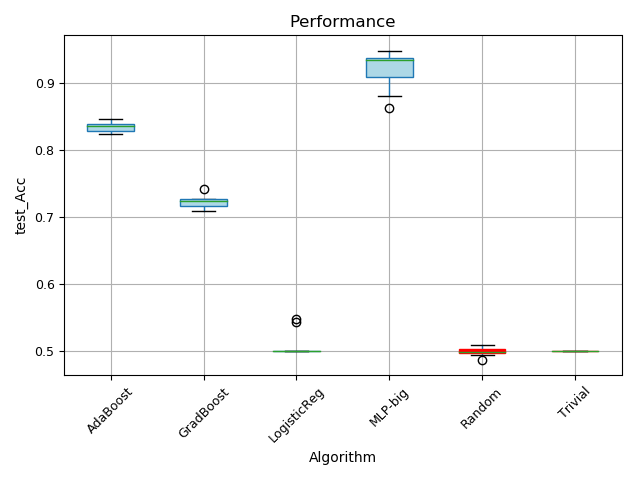 Performance
test_Acc
0.9
0.8
0.7
0.6
0.5
AdaBoost
GradBoost
LogisticReg
MLP-big
Random
Trivial
Algorithm